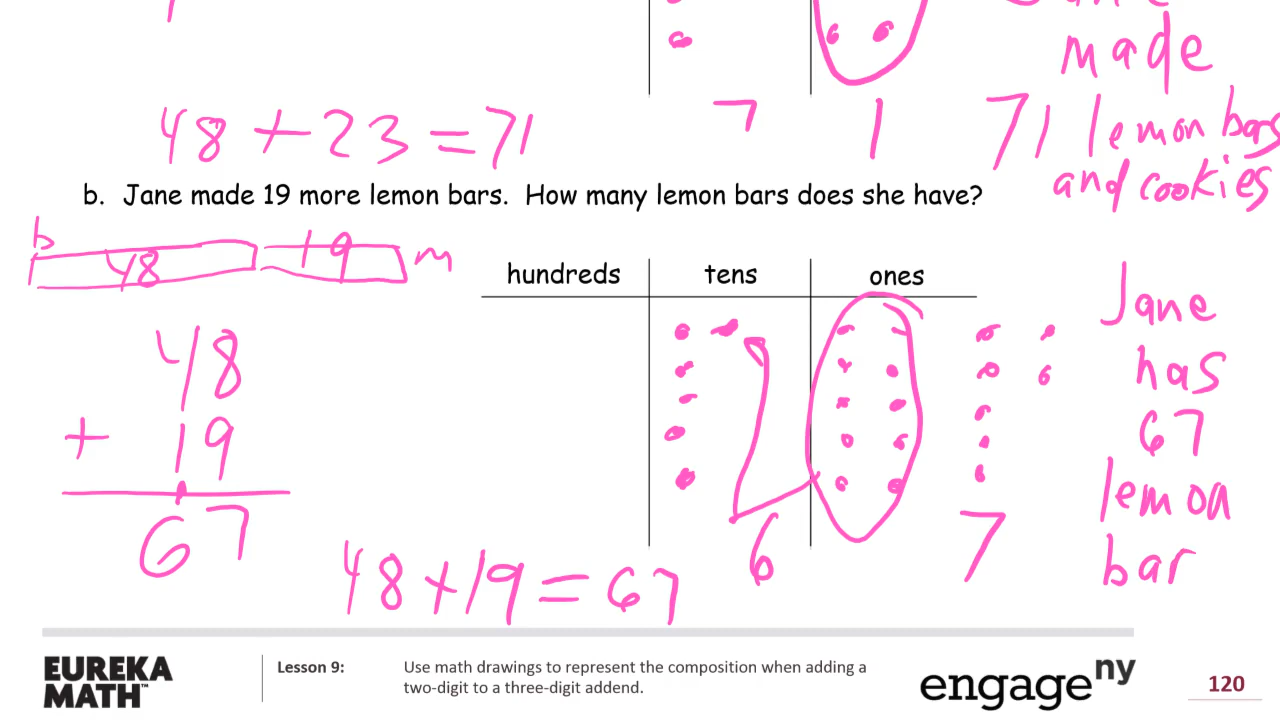 made
48 + 23 = 71
7 1 71 lemon bars
and cookies
b. Jane made 19 more lemon bars. How many lemon bars does she have?
b
48 19 m
hundreds tens ones
48
+ 19
67
48 + 19 = 67
6 7
Jane
has
67
lemon
bar
EUREKA
MATH™
Lesson 9: Use math drawings to represent the composition when adding a
two-digit to a three-digit addend.
engage ny
120